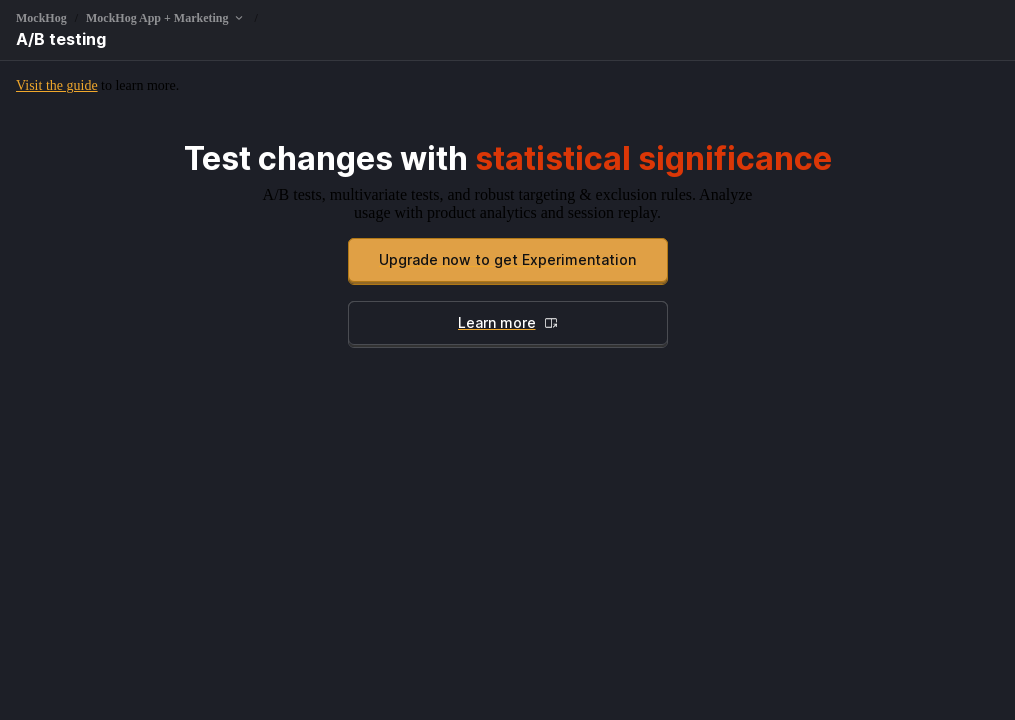 MockHog / MockHog App + Marketing /
A/B testing
Visit the guide to learn more.
Test changes with statistical significance
A/B tests, multivariate tests, and robust targeting & exclusion rules. Analyze
usage with product analytics and session replay.
Upgrade now to get Experimentation
Learn more